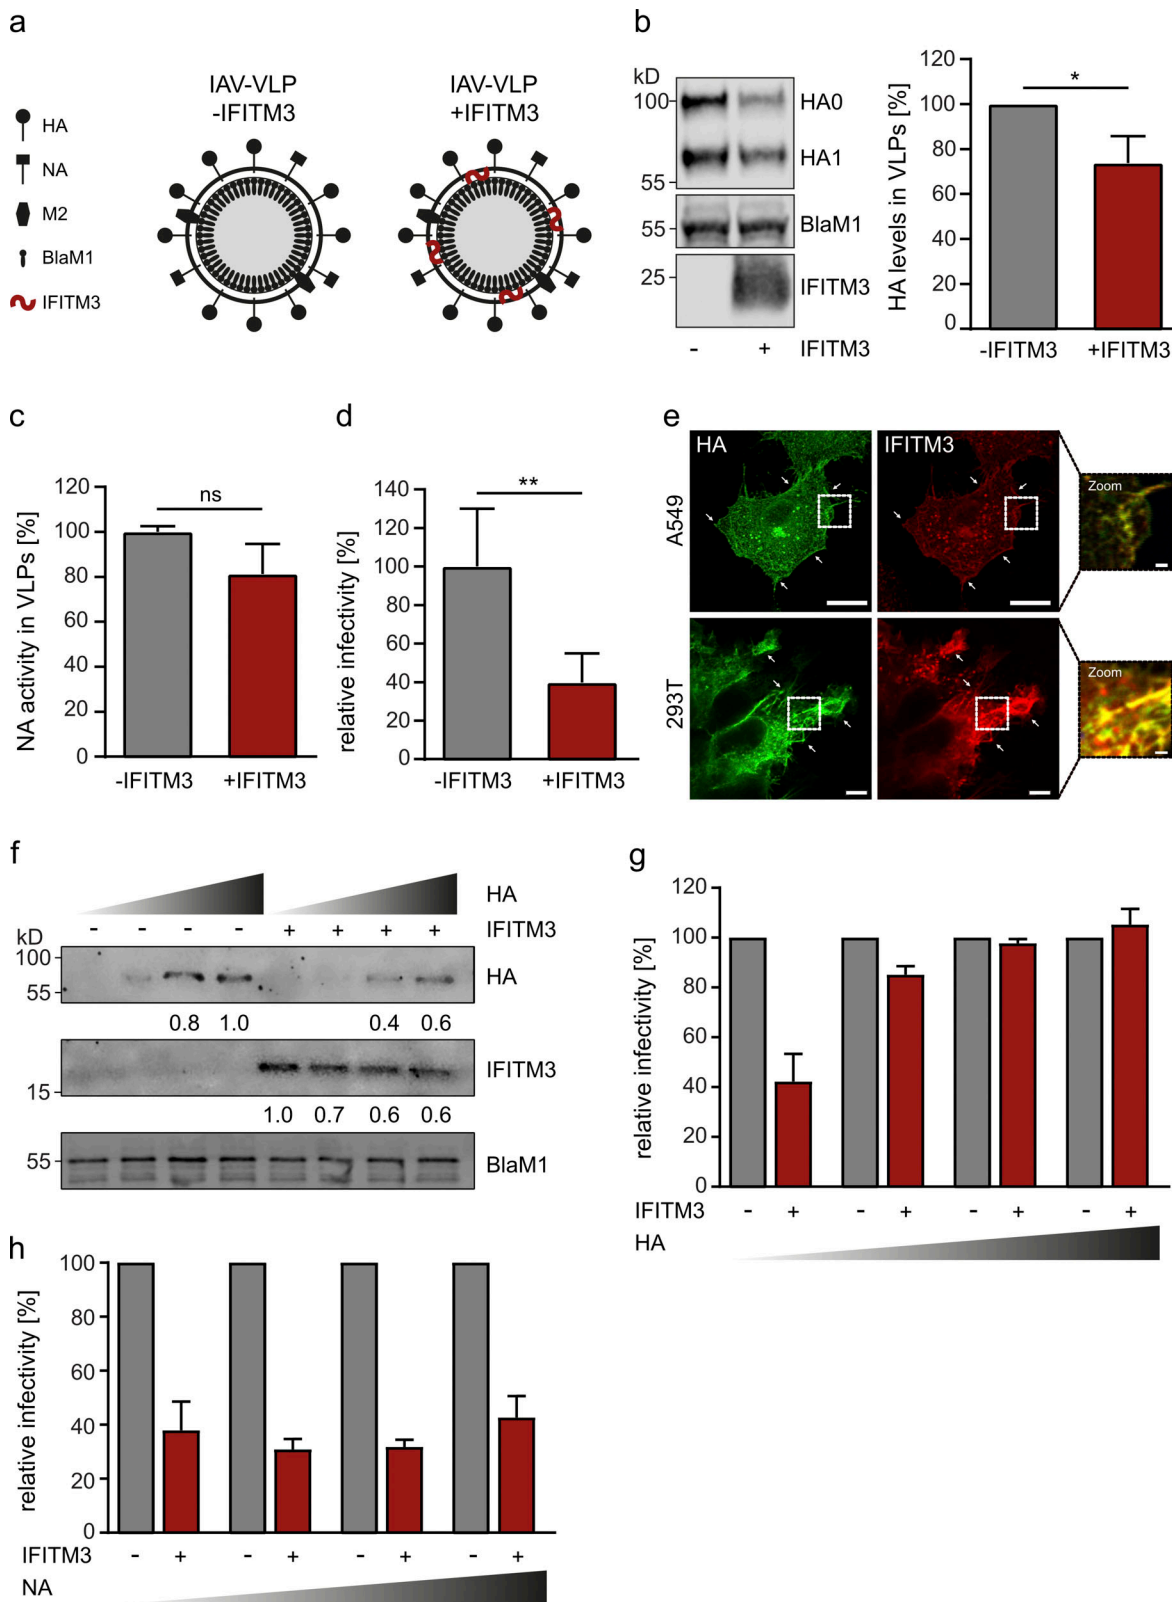 a
IAV-VLP
-IFITM3
IAV-VLP
+IFITM3
HA
NA
M2
BlaM1
IFITM3
b
kD
100
55
55
25
HA0
HA1
BlaM1
IFITM3
- + IFITM3
HA levels in VLPs [%]
120
100
80
60
40
20
0
*
-IFITM3 +IFITM3
c
NA activity in VLPs [%]
120
100
80
60
40
20
0
ns
-IFITM3 +IFITM3
d
relative infectivity [%]
140
120
100
80
60
40
20
0
**
-IFITM3 +IFITM3
e
HA
IFITM3
Zoom
A549
Zoom
293T
f
HA
- - - - + + + + IFITM3
kD
100
55
HA
0.8 1.0 0.4 0.6
15
IFITM3
1.0 0.7 0.6 0.6
55
BlaM1
g
relative infectivity [%]
120
100
80
60
40
20
0
IFITM3 - + - + - + - +
HA
h
relative infectivity [%]
100
80
60
40
20
0
IFITM3 - + - + - + - +
NA